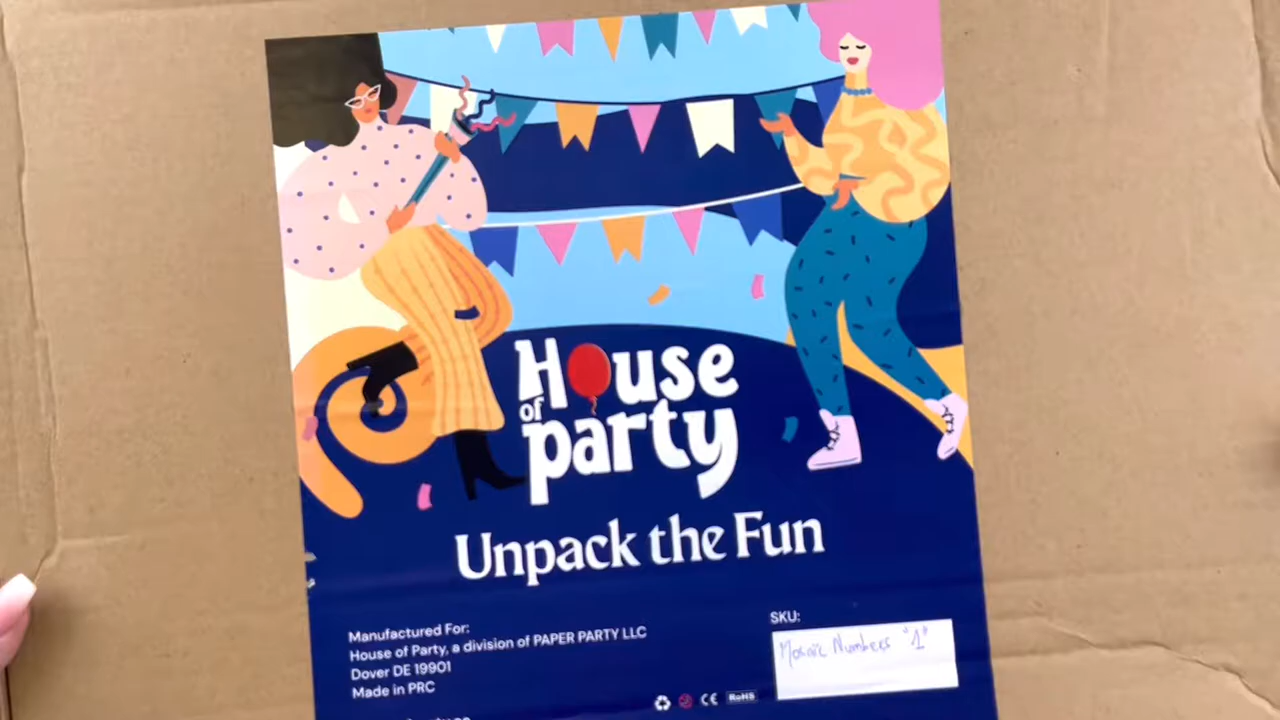 House
of
party
Unpack the Fun
Manufactured For:
House of Party, a division of PAPER PARTY LLC
Dover DE 19901
Made in PRC
SKU:
Mosaic Numbers "1"
CE RoHS